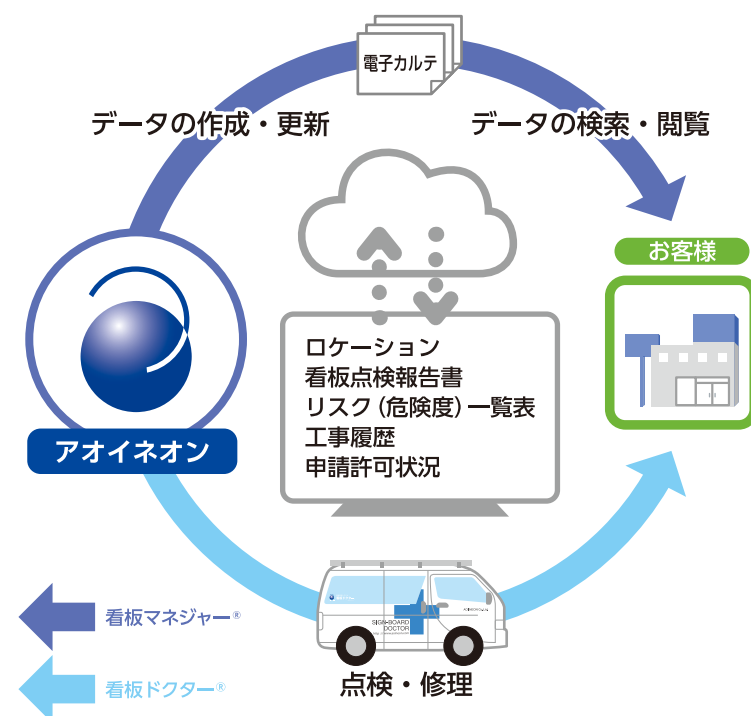 電子カルテ
データの作成・更新
データの検索・閲覧
お客様
ロケーション
看板点検報告書
リスク（危険度）一覧表
工事履歴
申請許可状況
アオイネオン
SIGN-BOARD
DOCTOR
点検・修理
看板マネジャー®
看板ドクター®